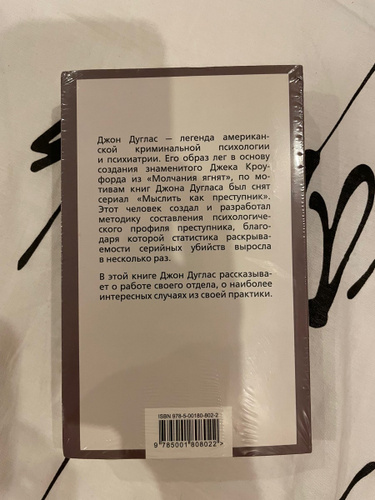 Джон Дуглас — легенда американ-
ской криминальной психологии
и психиатрии. Его образ лег в основу
создания знаменитого Джека Кроу-
форда из «Молчания ягнят», по мо-
тивам книг Джона Дугласа был снят
сериал «Мыслить как преступник».
Этот человек создал и разработал
методику составления психологиче-
ского профиля преступника, благо-
даря которой статистика раскрыва-
емости серийных убийств выросла
в несколько раз.
В этой книге Джон Дуглас рассказыва-
ет о работе своего отдела, о наиболее
интересных случаях из своей практики.
ISBN 978-5-00180-802-2
9 785001 808022 >